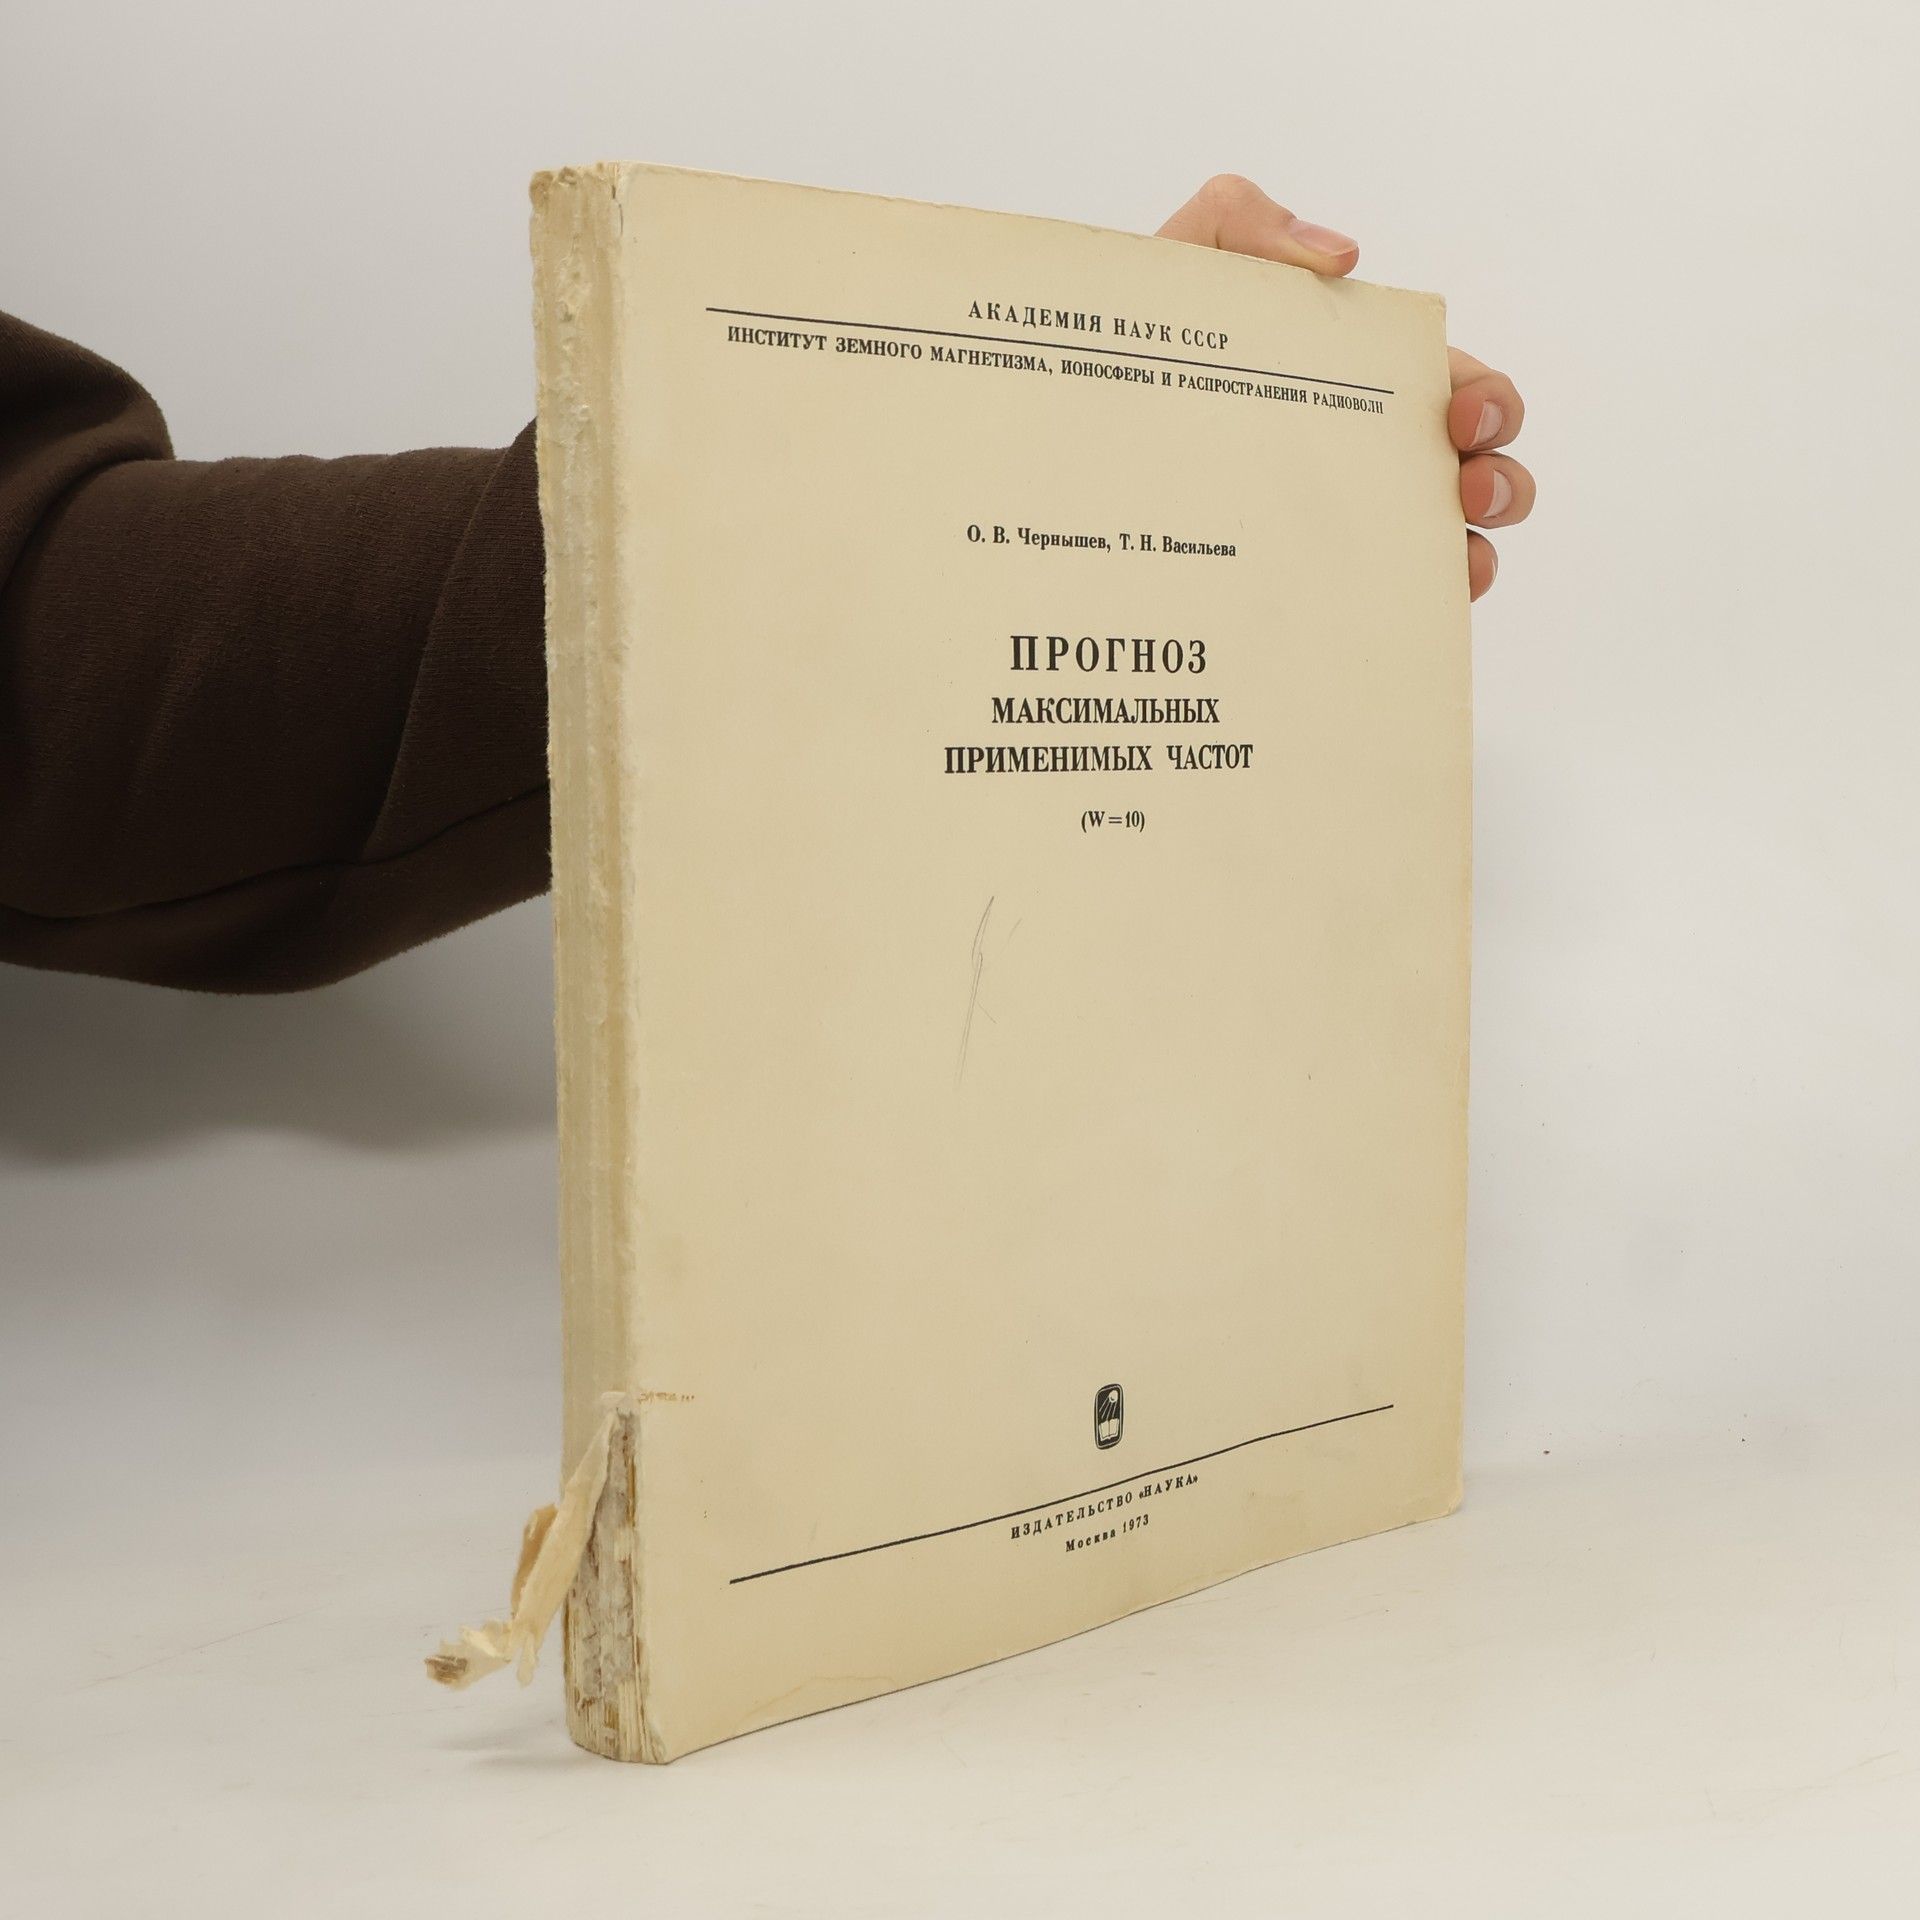 АКАДЕМИЯ НАУК СССР
ИНСТИТУТ ЗЕМНОГО МАГНЕТИЗМА, ИОНОСФЕРЫ И РАСПРОСТРАНЕНИЯ РАДИОВОЛН
О. В. Чернышев, Т. Н. Васильева
ПРОГНОЗ
МАКСИМАЛЬНЫХ
ПРИМЕНИМЫХ ЧАСТОТ
(W=10)
ИЗДАТЕЛЬСТВО «НАУКА»
Москва 1973